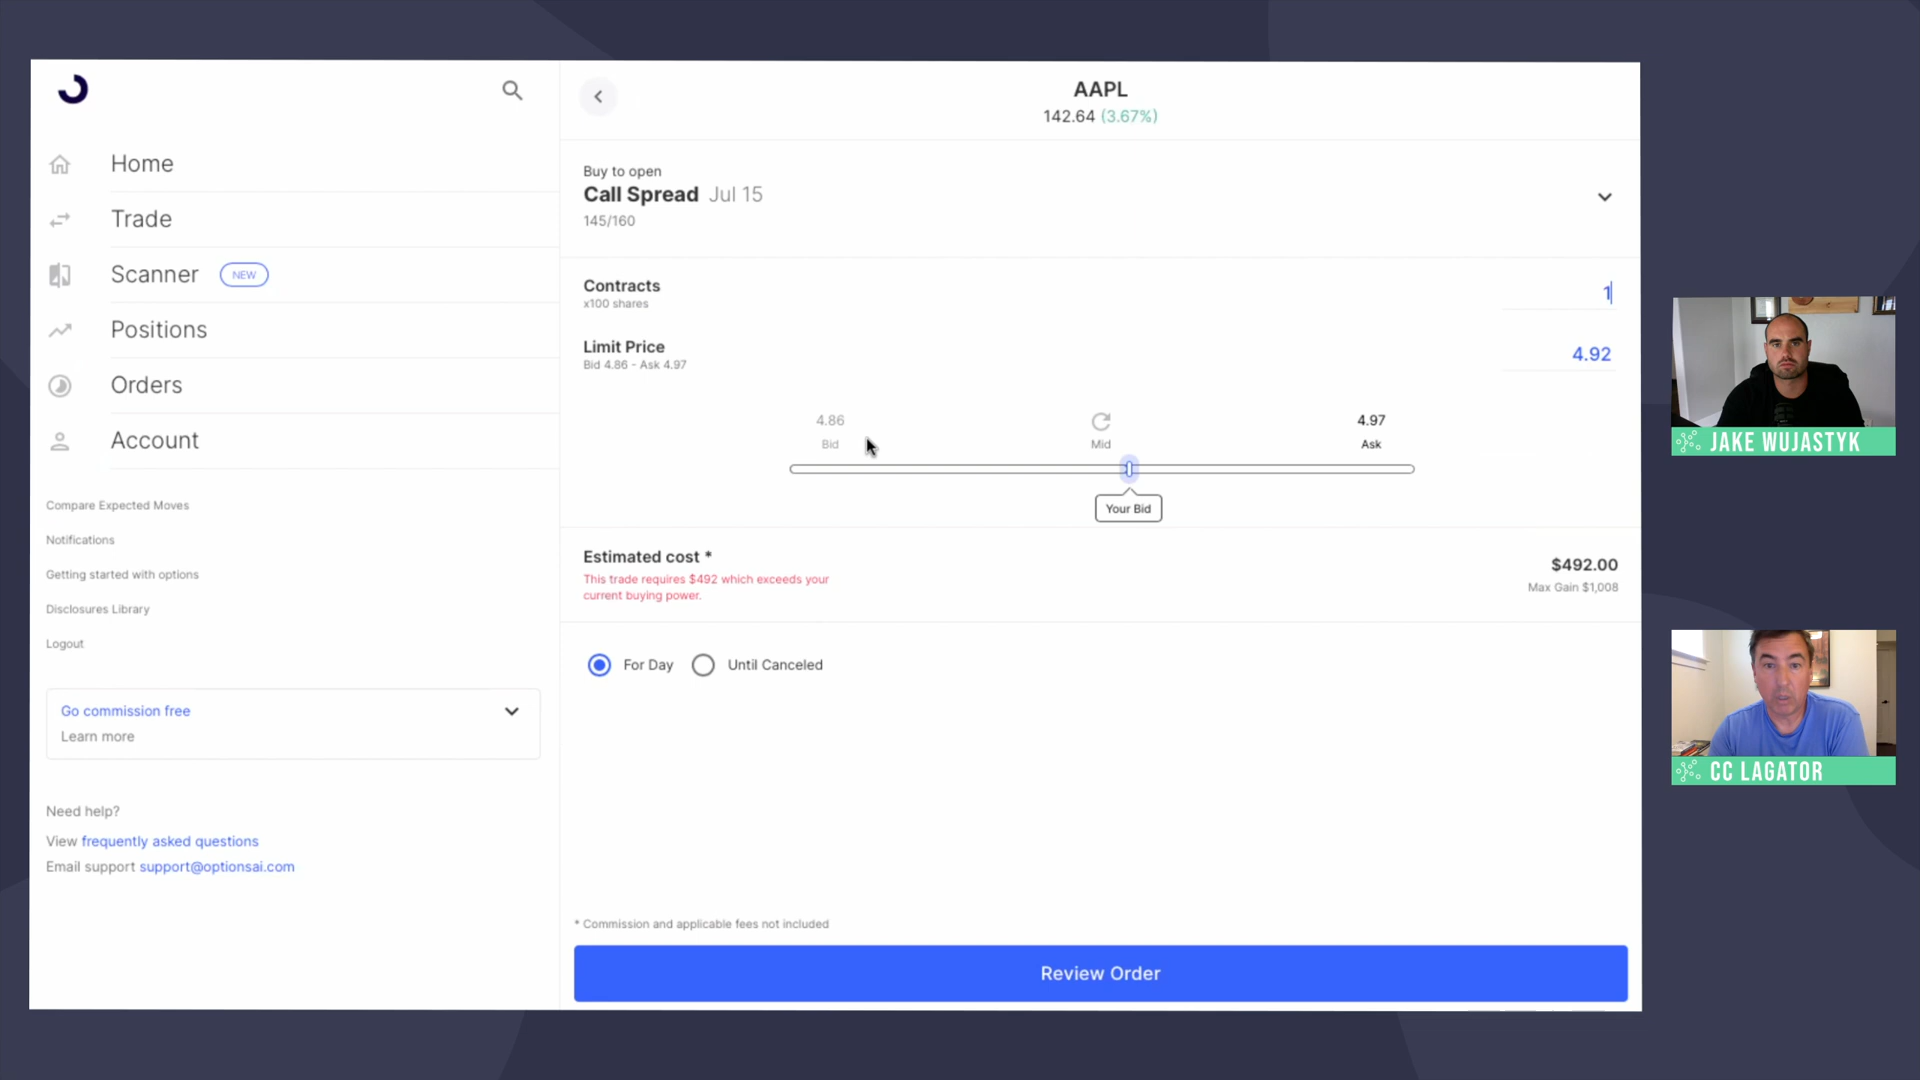 Home
Trade
Scanner NEW
Positions
Orders
Account
Compare Expected Moves
Notifications
Getting started with options
Disclosures Library
Logout
Go commission free
Learn more
Need help?
View frequently asked questions
Email support support@optionsai.com
AAPL
142.64 (3.67%)
Buy to open
Call Spread Jul 15
145/160
Contracts
x100 shares
1
Limit Price
Bid 4.86 - Ask 4.97
4.92
4.86
Bid
Mid
4.97
Ask
Your Bid
Estimated cost *
This trade requires $492 which exceeds your
current buying power.
$492.00
Max Gain $1,008
For Day
Until Canceled
* Commission and applicable fees not included
Review Order
JAKE WUJASTYK
CC LAGATOR